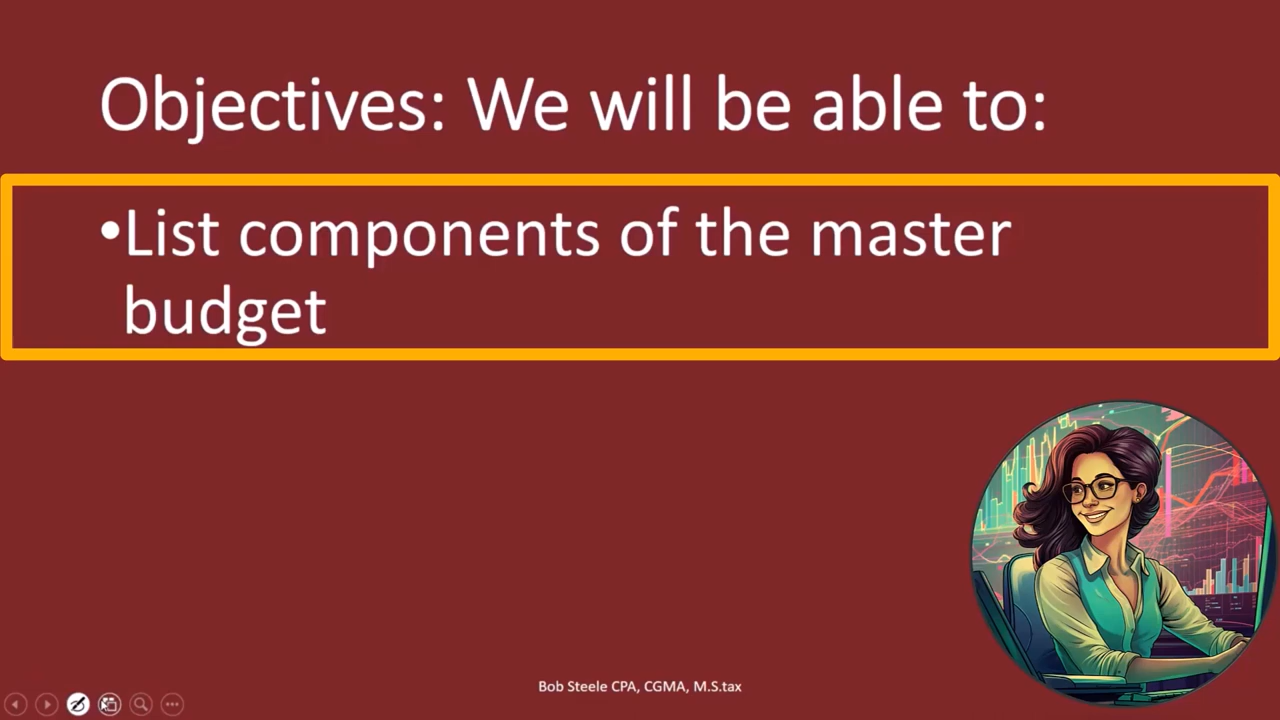 Objectives: We will be able to:
•List components of the master
budget
Bob Steele CPA, CGMA, M.S.tax